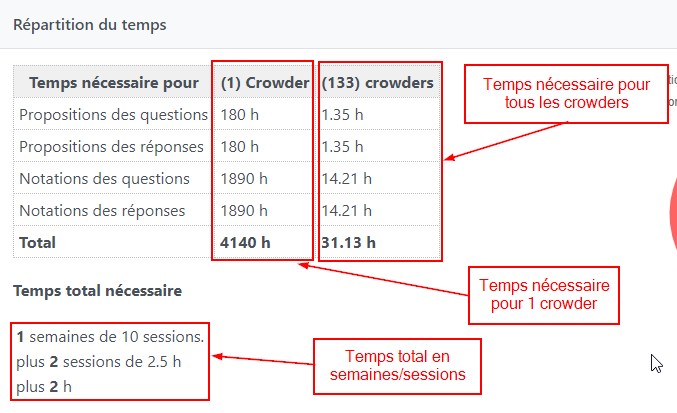 Répartition du temps
Temps nécessaire pour (1) Crowder (133) crowders
Propositions des questions 180 h 1.35 h
Propositions des réponses 180 h 1.35 h
Notations des questions 1890 h 14.21 h
Notations des réponses 1890 h 14.21 h
Total 4140 h 31.13 h
Temps nécessaire pour
tous les crowders
Temps nécessaire
pour 1 crowder
Temps total nécessaire
1 semaines de 10 sessions.
plus 2 sessions de 2.5 h
plus 2 h
Temps total en
semaines/sessions